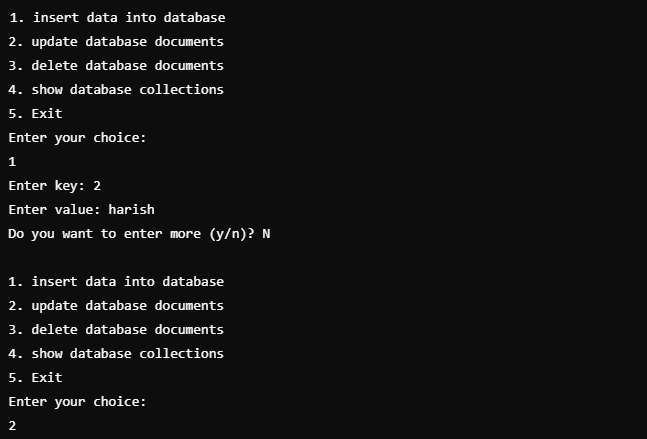 1. insert data into database
2. update database documents
3. delete database documents
4. show database collections
5. Exit
Enter your choice:
1
Enter key: 2
Enter value: harish
Do you want to enter more (y/n)? N

1. insert data into database
2. update database documents
3. delete database documents
4. show database collections
5. Exit
Enter your choice:
2